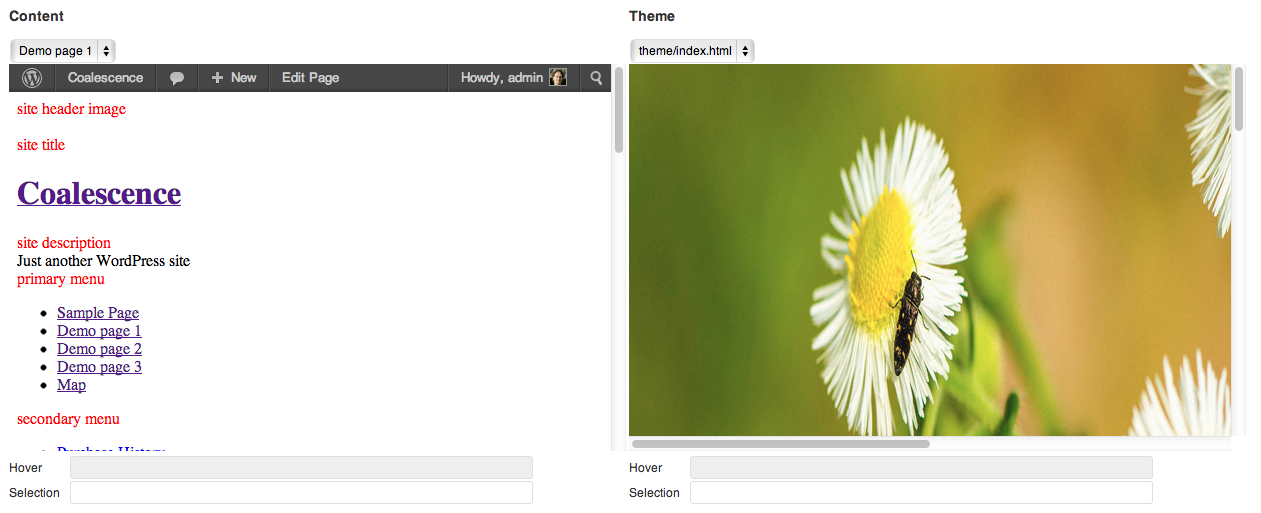 Content
Demo page 1
Coalescence
New
Edit Page
Howdy, admin
site header image
site title
Coalescence
site description
Just another WordPress site
primary menu
Sample Page
Demo page 1
Demo page 2
Demo page 3
Map
secondary menu
Purchase History
Hover
Selection
Theme
theme/index.html
Hover
Selection